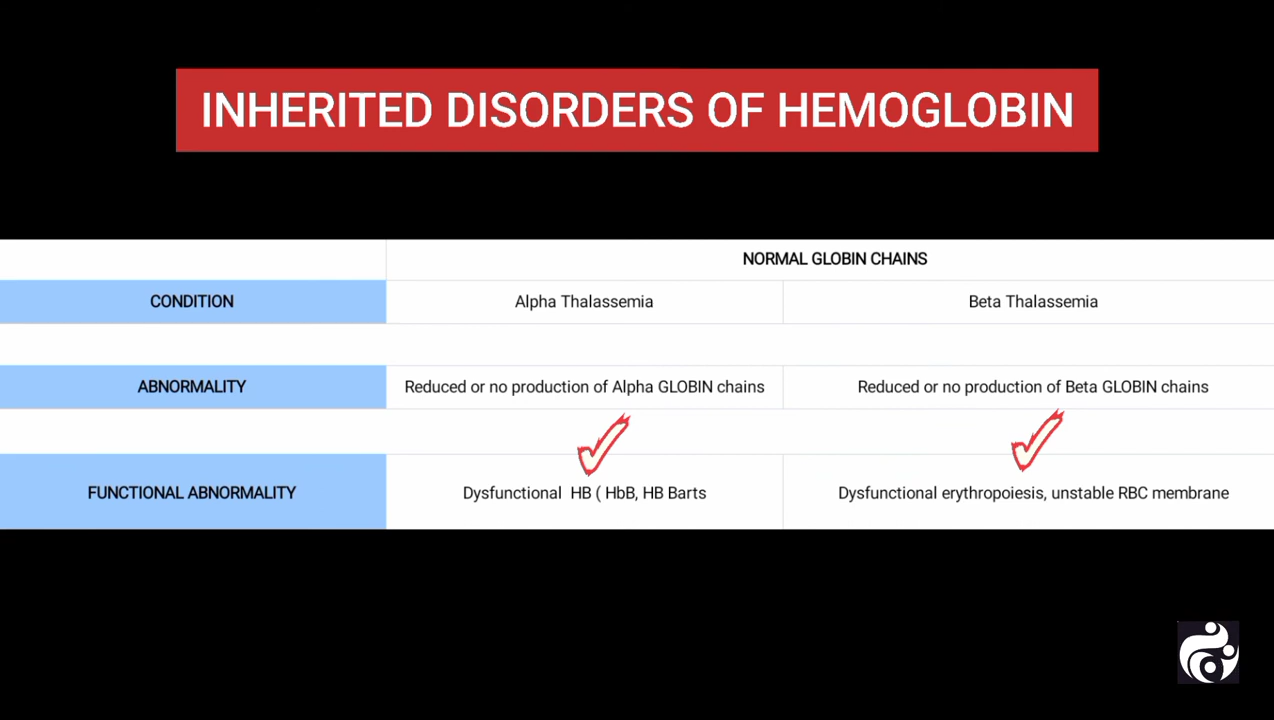 INHERITED DISORDERS OF HEMOGLOBIN
NORMAL GLOBIN CHAINS
CONDITION Alpha Thalassemia Beta Thalassemia
ABNORMALITY Reduced or no production of Alpha GLOBIN chains Reduced or no production of Beta GLOBIN chains
FUNCTIONAL ABNORMALITY Dysfunctional HB ( HbB, HB Barts Dysfunctional erythropoiesis, unstable RBC membrane